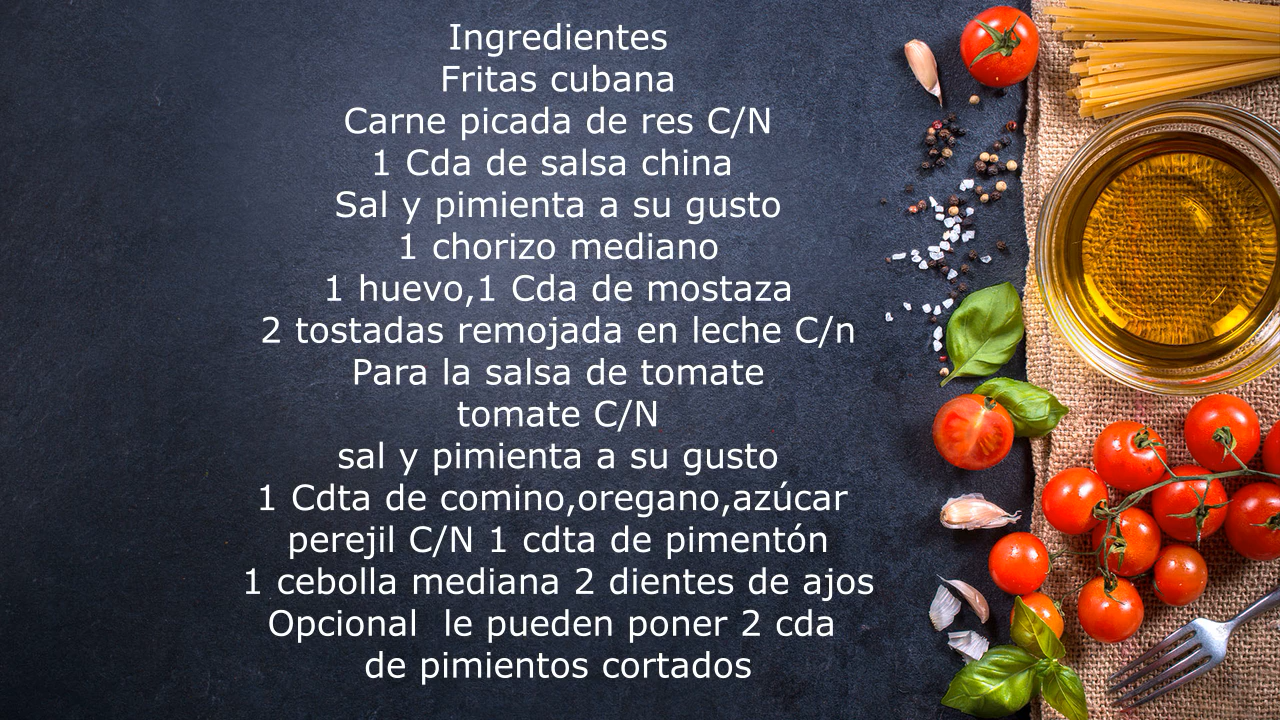 Ingredientes
Fritas cubana
Carne picada de res C/N
1 Cda de salsa china
Sal y pimienta a su gusto
1 chorizo mediano
1 huevo,1 Cda de mostaza
2 tostadas remojada en leche C/n
Para la salsa de tomate
tomate C/N
sal y pimienta a su gusto
1 Cdta de comino,oregano,azúcar
perejil C/N 1 cdta de pimentón
1 cebolla mediana 2 dientes de ajos
Opcional  le pueden poner 2 cda
de pimientos cortados